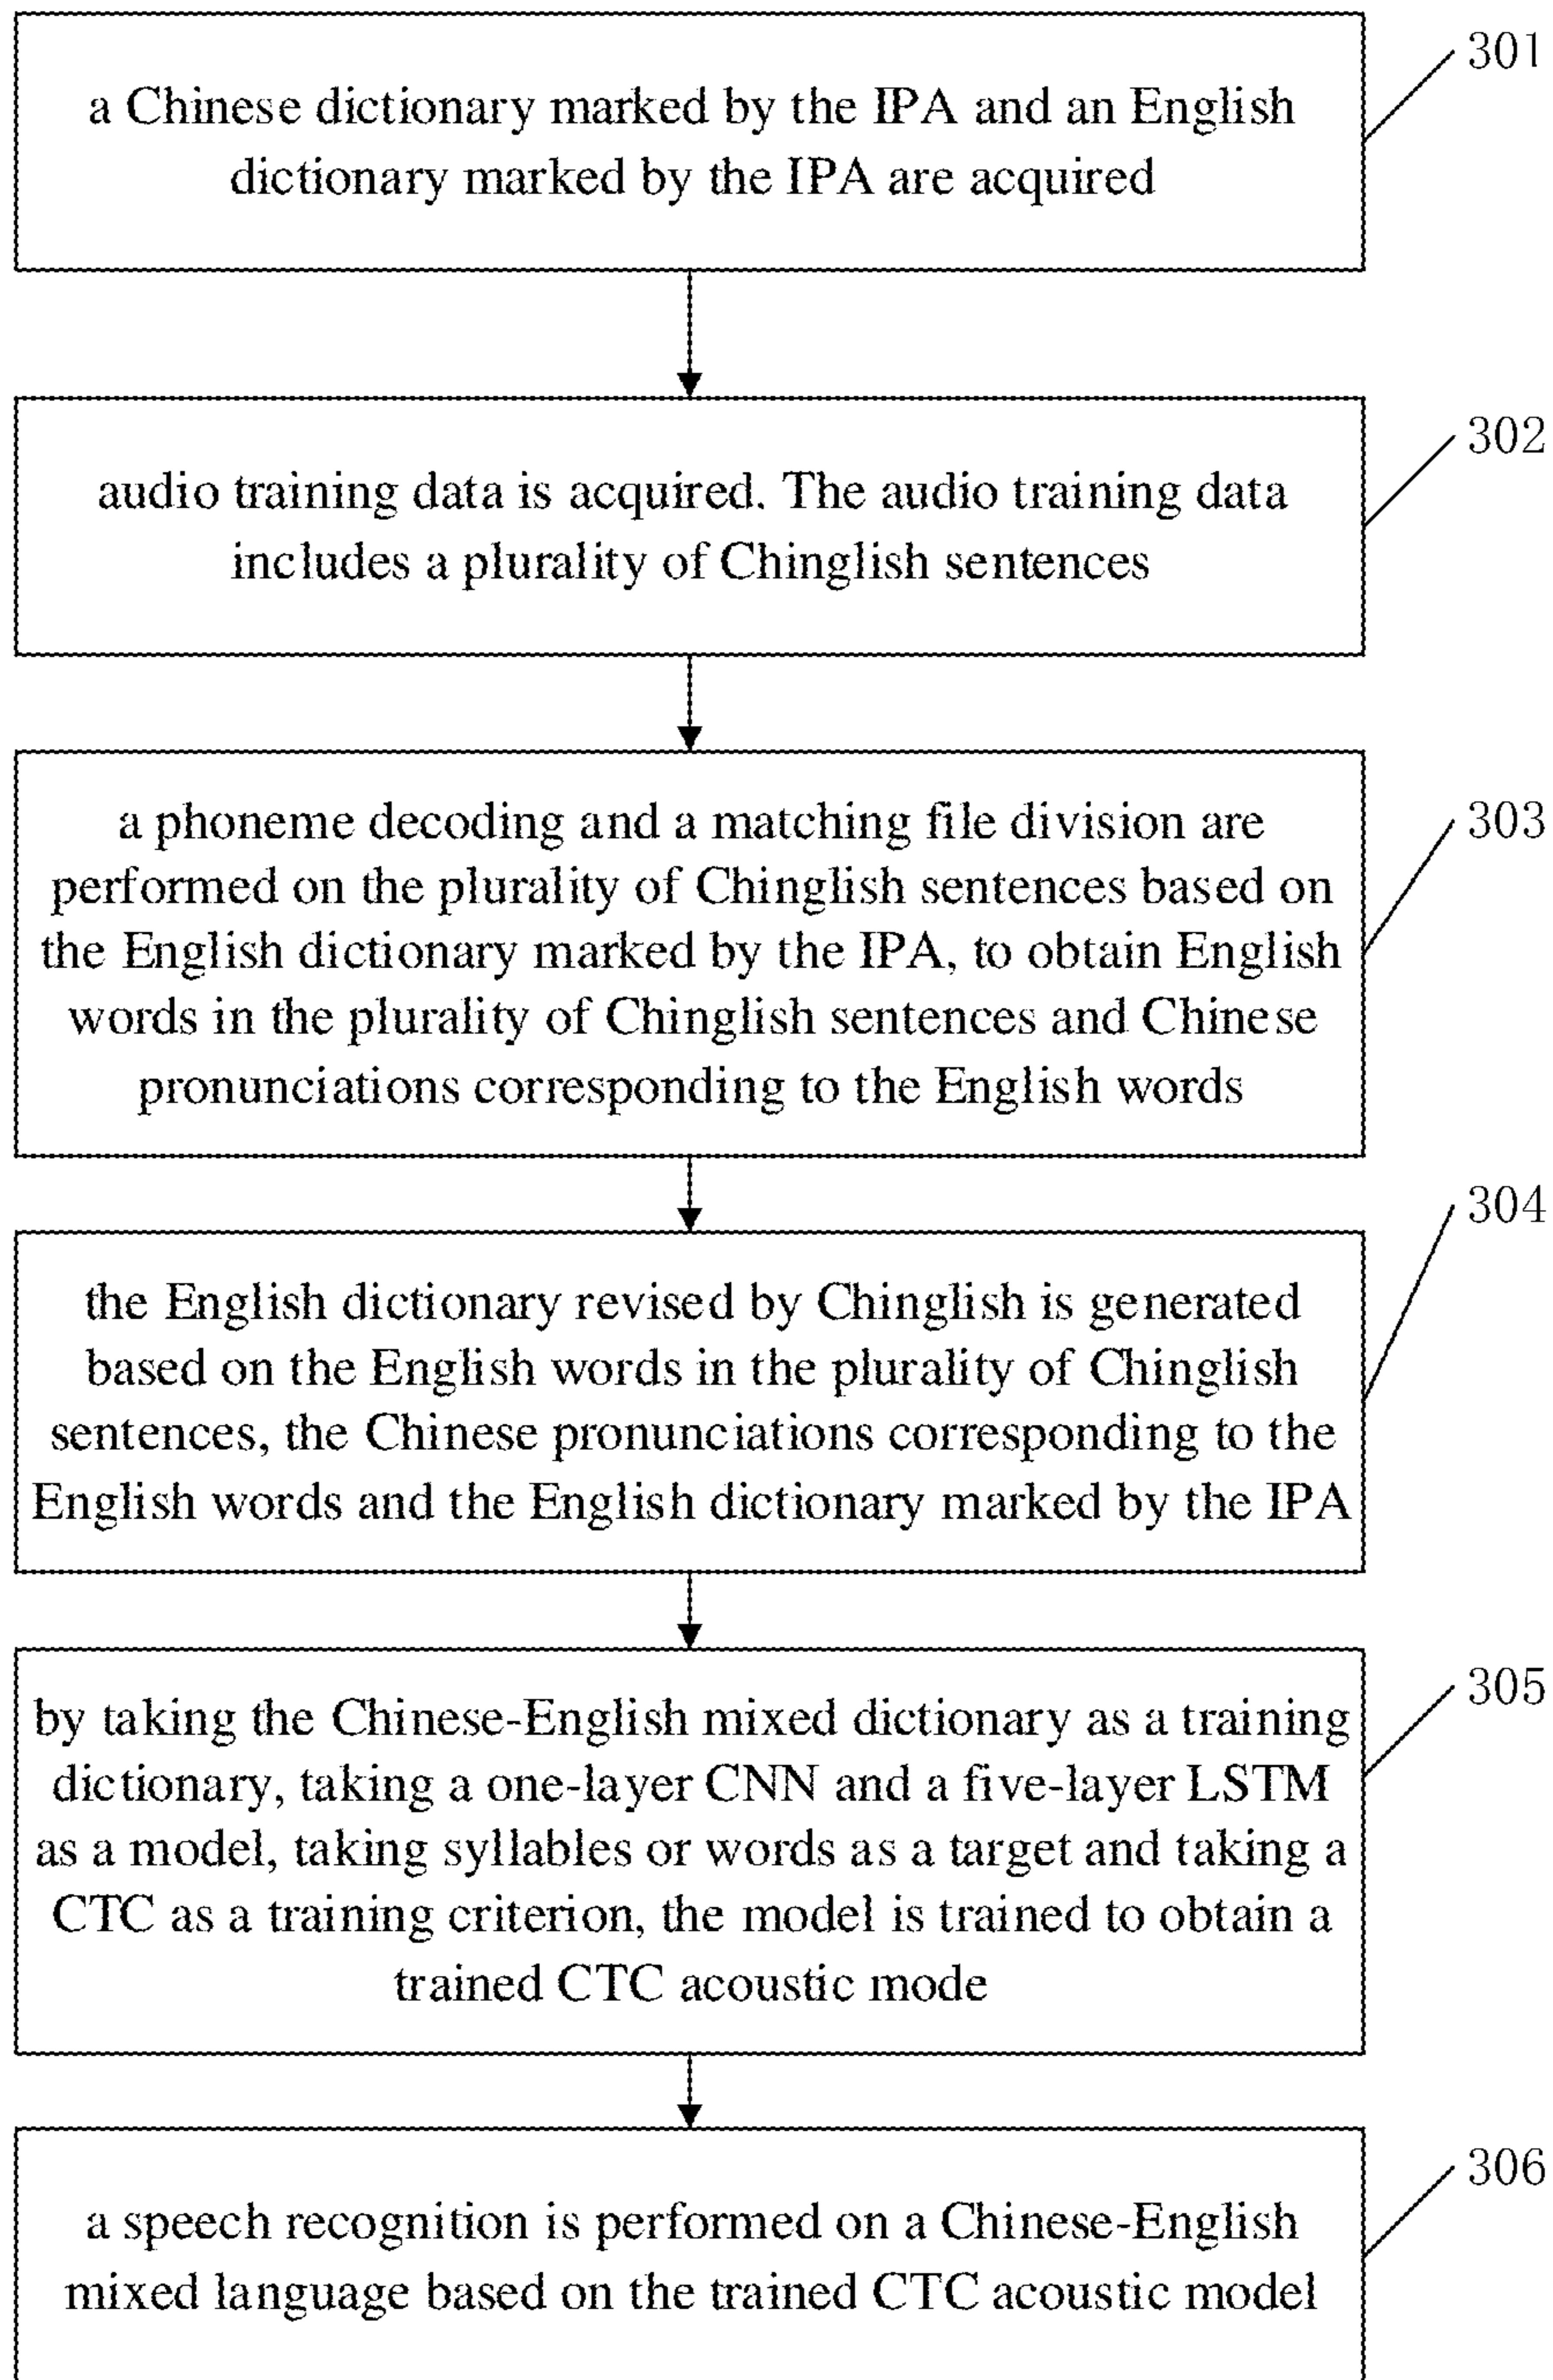 a Chinese dictionary marked by the IPA and an English
dictionary marked by the IPA are acquired
301
audio training data is acquired. The audio training data
includes a plurality of Chinglish sentences
302
a phoneme decoding and a matching file division are
performed on the plurality of Chinglish sentences based on
the English dictionary marked by the IPA, to obtain English
words in the plurality of Chinglish sentences and Chinese
pronunciations corresponding to the English words
303
the English dictionary revised by Chinglish is generated
based on the English words in the plurality of Chinglish
sentences, the Chinese pronunciations corresponding to the
English words and the English dictionary marked by the IPA
304
by taking the Chinese-English mixed dictionary as a training
dictionary, taking a one-layer CNN and a five-layer LSTM
as a model, taking syllables or words as a target and taking a
CTC as a training criterion, the model is trained to obtain a
trained CTC acoustic mode
305
a speech recognition is performed on a Chinese-English
mixed language based on the trained CTC acoustic model
306